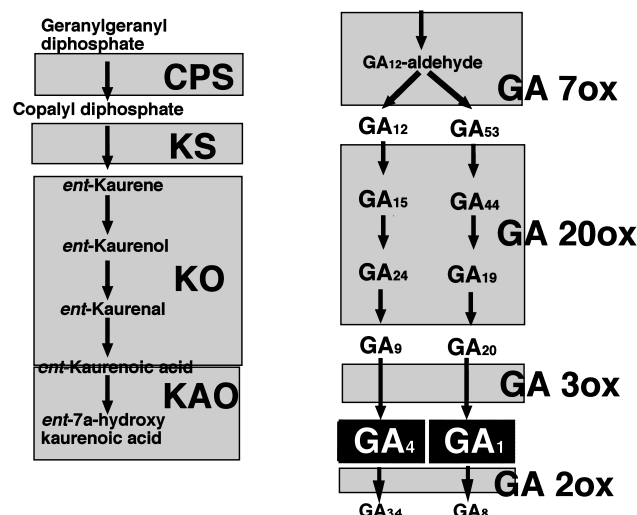 Geranylgeranyl
diphosphate
CPS
Copalyl diphosphate
KS
ent-Kaurene
ent-Kaurenol
KO
ent-Kaurenal
ent-Kaurenoic acid
KAO
ent-7a-hydroxy
kaurenoic acid
GA12-aldehyde
GA 7ox
GA12 GA53
GA15 GA44
GA 20ox
GA24 GA19
GA9 GA20
GA 3ox
GA4 GA1
GA 2ox
GA34 GA8